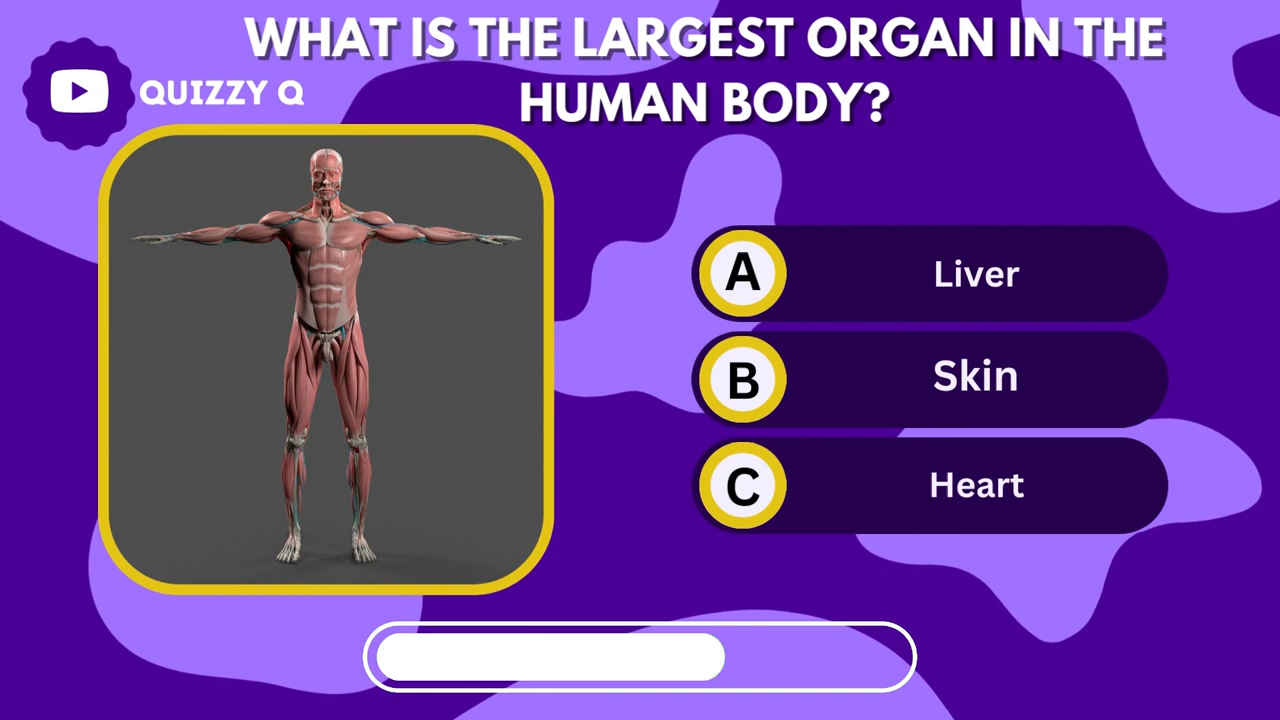 WHAT IS THE LARGEST ORGAN IN THE
HUMAN BODY?
QUIZZY Q
A Liver
B Skin
C Heart